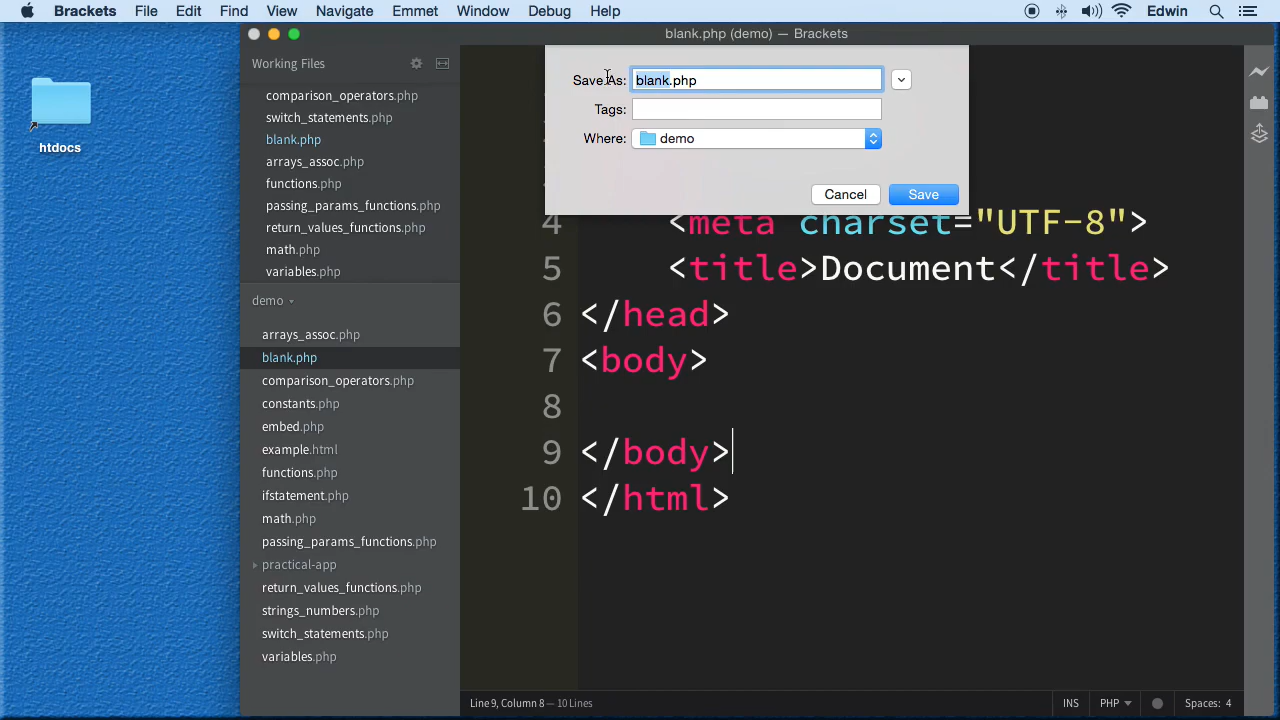 Brackets File Edit Find View Navigate Emmet Window Debug Help Edwin
blank.php (demo) — Brackets
htdocs
Working Files
comparison_operators.php
switch_statements.php
blank.php
arrays_assoc.php
functions.php
passing_params_functions.php
return_values_functions.php
math.php
variables.php
demo
arrays_assoc.php
blank.php
comparison_operators.php
constants.php
embed.php
example.html
functions.php
ifstatement.php
math.php
passing_params_functions.php
practical-app
return_values_functions.php
strings_numbers.php
switch_statements.php
variables.php
Save As: blank.php
Tags:
Where: demo
Cancel Save
4 <meta charset="UTF-8">
5 <title>Document</title>
6 </head>
7 <body>
8
9 </body>
10 </html>
Line 9, Column 8 — 10 Lines
INS PHP Spaces: 4